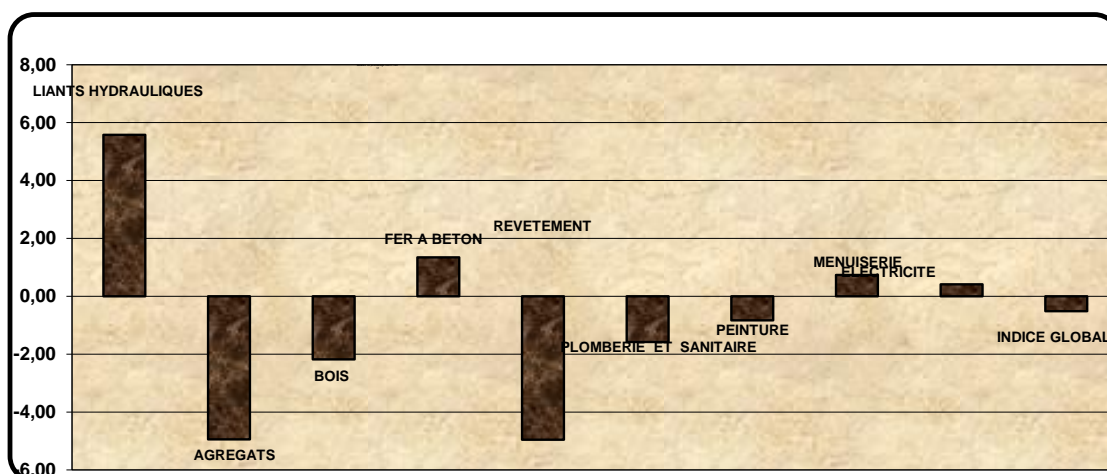 8,00
LIANTS HYDRAULIQUES
6,00
4,00
2,00
REVETEMENT
FER A BETON
MENUISERIE
ELECTRICITE
0,00
PEINTURE
INDICE GLOBAL
PLOMBERIE ET SANITAIRE
-2,00
BOIS
-4,00
AGREGATS
-6,00